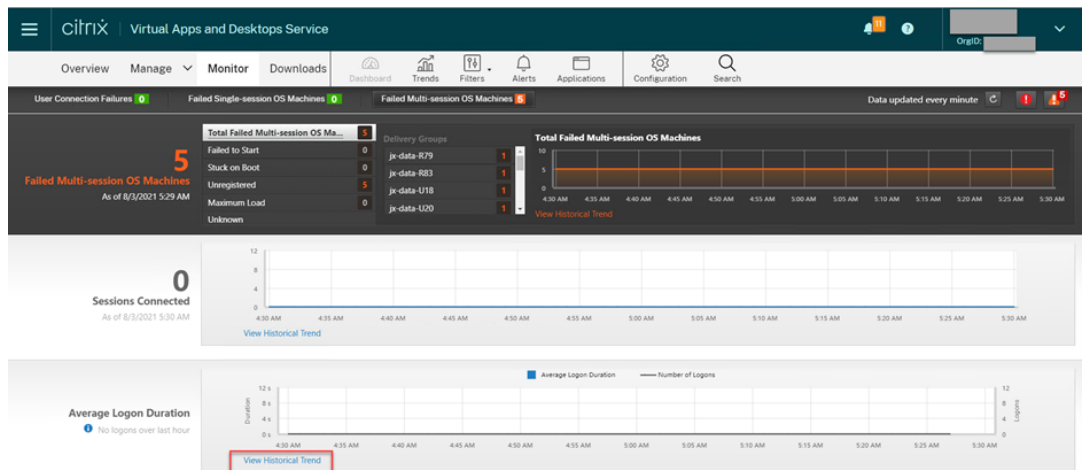 citrix | Virtual Apps and Desktops Service
11
OrgID:
Overview Manage Monitor Downloads Dashboard Trends Filters Alerts Applications Configuration Search
User Connection Failures 0 Failed Single-session OS Machines 0 Failed Multi-session OS Machines 5 Data updated every minute 5
5
Failed Multi-session OS Machines
As of 8/3/2021 5:29 AM
Total Failed Multi-session OS Ma... 5
Failed to Start 0
Stuck on Boot 0
Unregistered 5
Maximum Load 0
Unknown
Delivery Groups
jx-data-R79 1
jx-data-R83 1
jx-data-U18 1
jx-data-U20 1
Total Failed Multi-session OS Machines
10
5
0
4:30 AM 4:35 AM 4:40 AM 4:45 AM 4:50 AM 4:55 AM 5:00 AM 5:05 AM 5:10 AM 5:15 AM 5:20 AM 5:25 AM 5:30 AM
View Historical Trend
0
Sessions Connected
As of 8/3/2021 5:30 AM
12
8
4
0
4:30 AM 4:35 AM 4:40 AM 4:45 AM 4:50 AM 4:55 AM 5:00 AM 5:05 AM 5:10 AM 5:15 AM 5:20 AM 5:25 AM 5:30 AM
View Historical Trend
Average Logon Duration
No logons over last hour
Average Logon Duration Number of Logons
Duration
12 s
8 s
4 s
0 s
12
8
4
0
Logons
4:30 AM 4:35 AM 4:40 AM 4:45 AM 4:50 AM 4:55 AM 5:00 AM 5:05 AM 5:10 AM 5:15 AM 5:20 AM 5:25 AM 5:30 AM
View Historical Trend